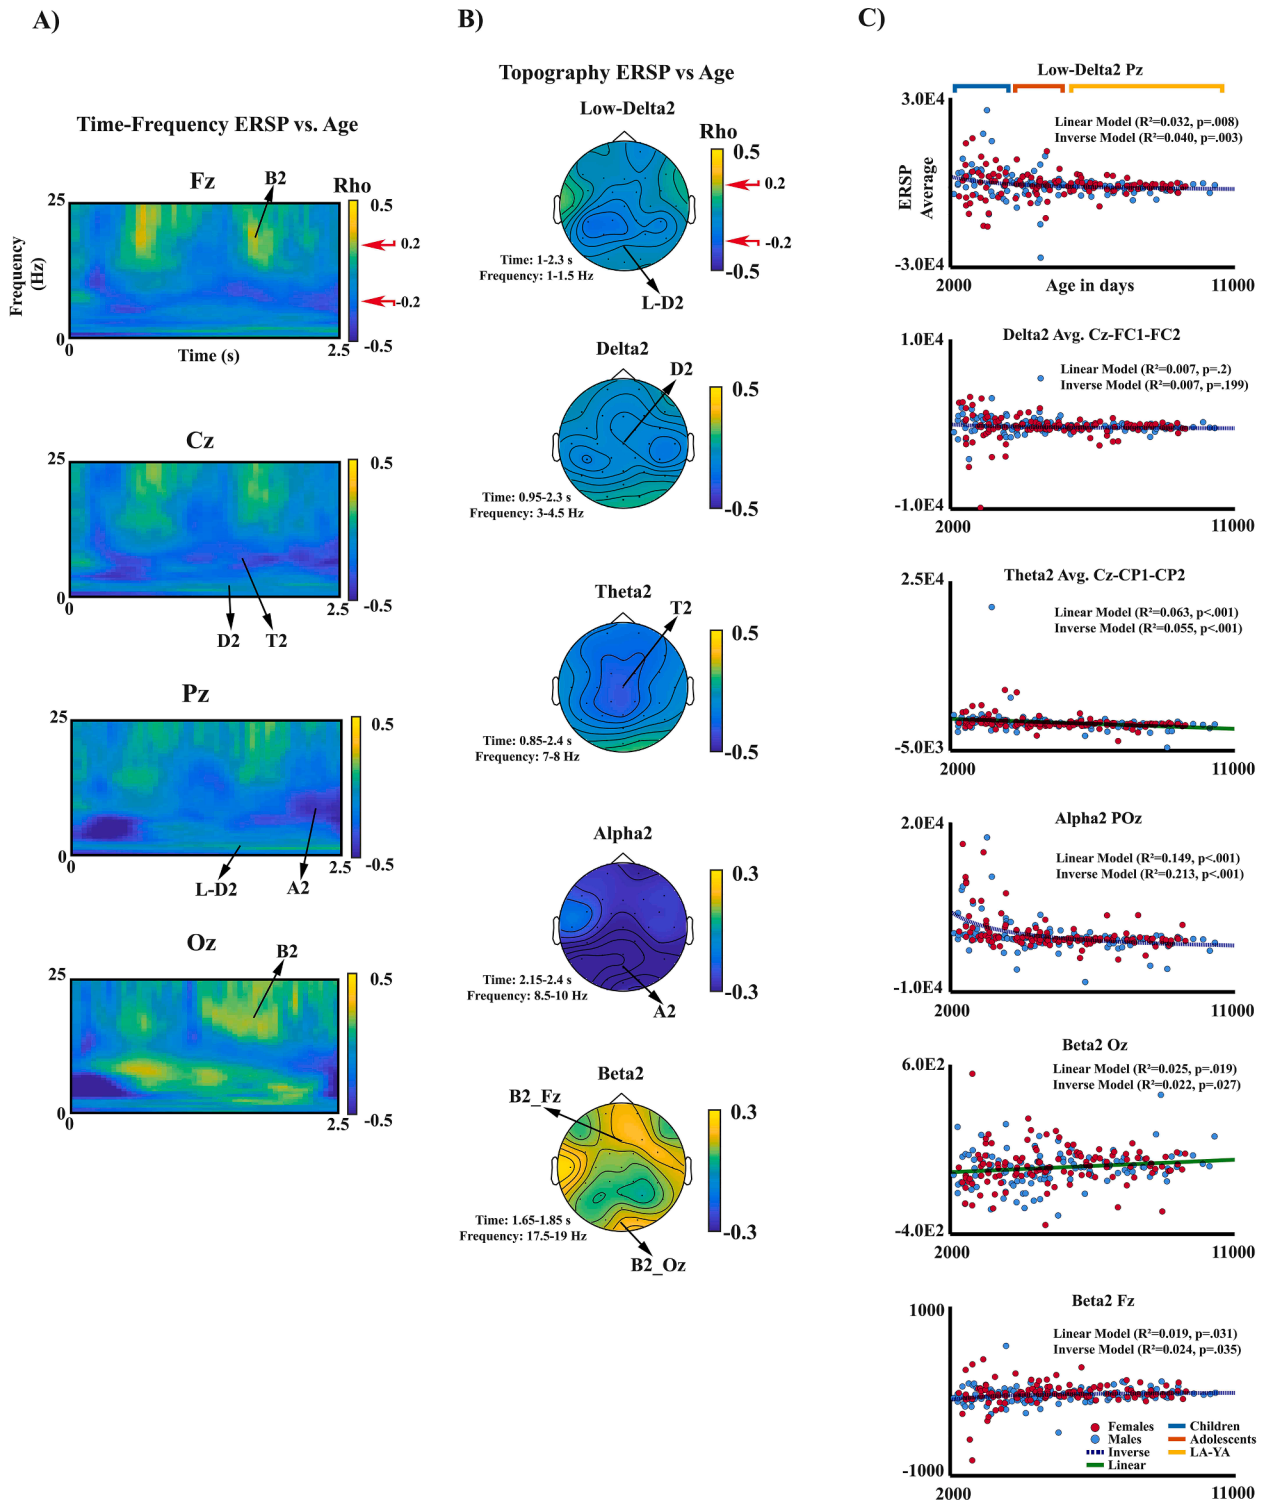 A)
Time-Frequency ERSP vs. Age
Fz
B2
Rho
25
0.5
0.2
-0.2
-0.5
Frequency
(Hz)
0
0
Time (s)
2.5
Cz
25
0.5
-0.5
0
0
2.5
D2
T2
Pz
25
0.5
-0.5
0
0
2.5
L-D2
A2
Oz
B2
25
0.5
-0.5
0
0
2.5
B)
Topography ERSP vs Age
Low-Delta2
Rho
0.5
0.2
-0.2
-0.5
Time: 1-2.3 s
Frequency: 1-1.5 Hz
L-D2
Delta2
D2
0.5
-0.5
Time: 0.95-2.3 s
Frequency: 3-4.5 Hz
Theta2
T2
0.5
-0.5
Time: 0.85-2.4 s
Frequency: 7-8 Hz
Alpha2
0.3
-0.3
Time: 2.15-2.4 s
Frequency: 8.5-10 Hz
A2
Beta2
B2_Fz
0.3
-0.3
Time: 1.65-1.85 s
Frequency: 17.5-19 Hz
B2_Oz
C)
Low-Delta2 Pz
3.0E4
Linear Model (R²=0.032, p=.008)
Inverse Model (R²=0.040, p=.003)
ERSP
Average
-3.0E4
2000
Age in days
11000
Delta2 Avg. Cz-FC1-FC2
1.0E4
Linear Model (R²=0.007, p=.2)
Inverse Model (R²=0.007, p=.199)
-1.0E4
2000
11000
Theta2 Avg. Cz-CP1-CP2
2.5E4
Linear Model (R²=0.063, p<.001)
Inverse Model (R²=0.055, p<.001)
-5.0E3
2000
11000
Alpha2 POz
2.0E4
Linear Model (R²=0.149, p<.001)
Inverse Model (R²=0.213, p<.001)
-1.0E4
2000
11000
Beta2 Oz
6.0E2
Linear Model (R²=0.025, p=.019)
Inverse Model (R²=0.022, p=.027)
-4.0E2
2000
11000
Beta2 Fz
1000
Linear Model (R²=0.019, p=.031)
Inverse Model (R²=0.024, p=.035)
Females
Children
Males
Adolescents
Inverse
LA-YA
Linear
-1000
2000
11000